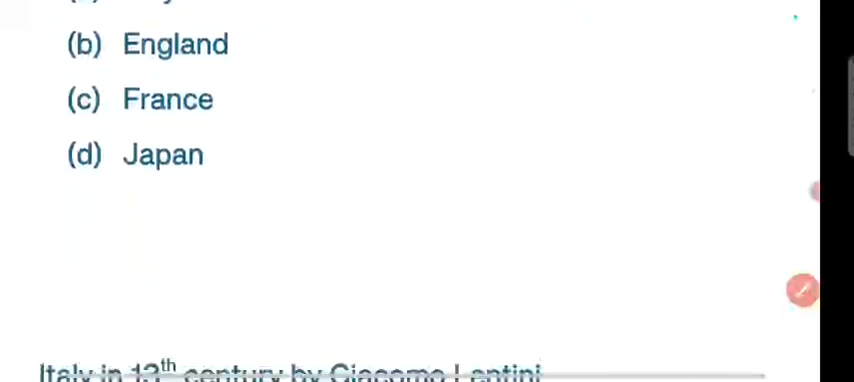 (b) England
(c) France
(d) Japan
Italy in 13th century by Giacomo Lentini